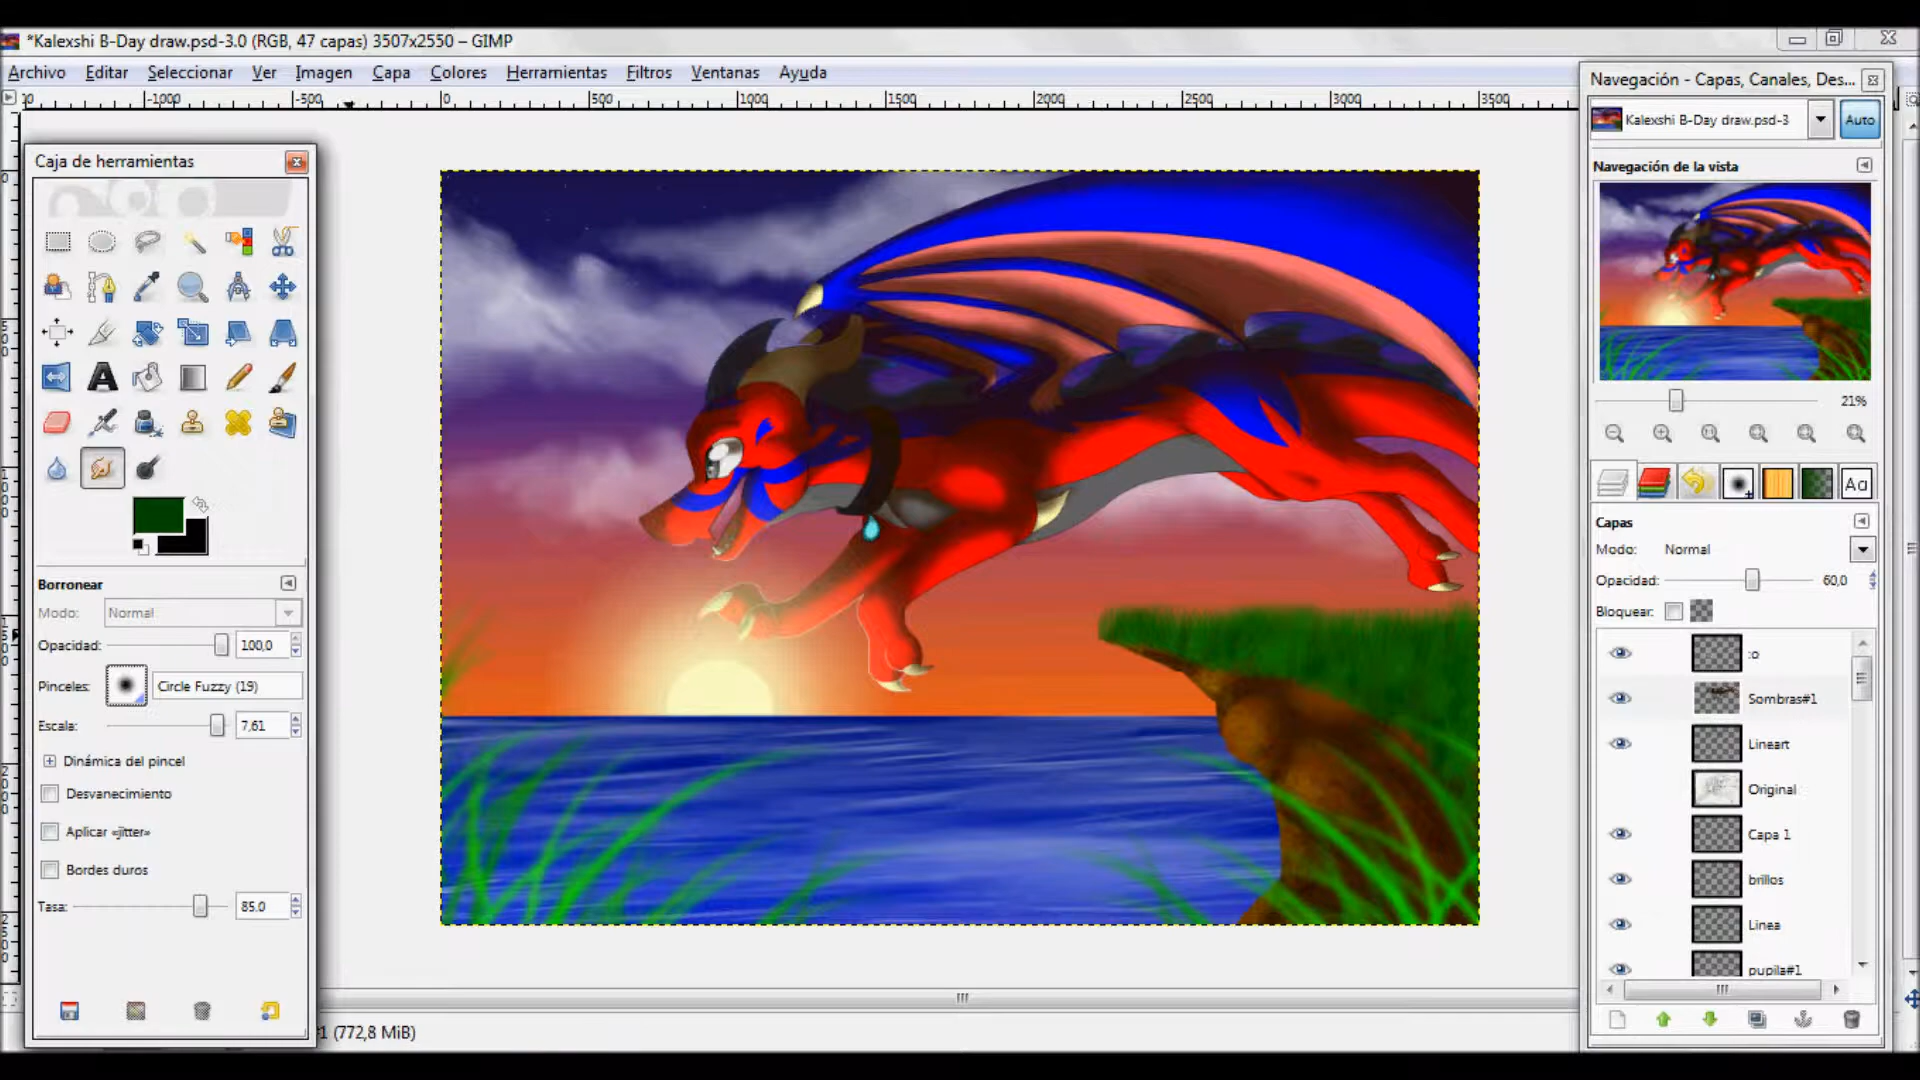 *Kalexshi B-Day draw.psd-3.0 (RGB, 47 capas) 3507x2550 – GIMP
Archivo Editar Seleccionar Ver Imagen Capa Colores Herramientas Filtros Ventanas Ayuda
-1000 -500 0 500 1000 1500 2000 2500 3000 3500
Caja de herramientas
Borronear
Modo: Normal
Opacidad: 100,0
Pinceles: Circle Fuzzy (19)
Escala: 7,61
Dinámica del pincel
Desvanecimiento
Aplicar «jitter»
Bordes duros
Tasa: 85,0
#1 (772,8 MiB)
Navegación - Capas, Canales, Des...
Kalexshi B-Day draw.psd-3
Auto
Navegación de la vista
21%
Aa
Capas
Modo: Normal
Opacidad: 60,0
Bloquear:
:o
Sombras#1
Lineart
Original
Capa 1
brillos
Linea
pupila#1